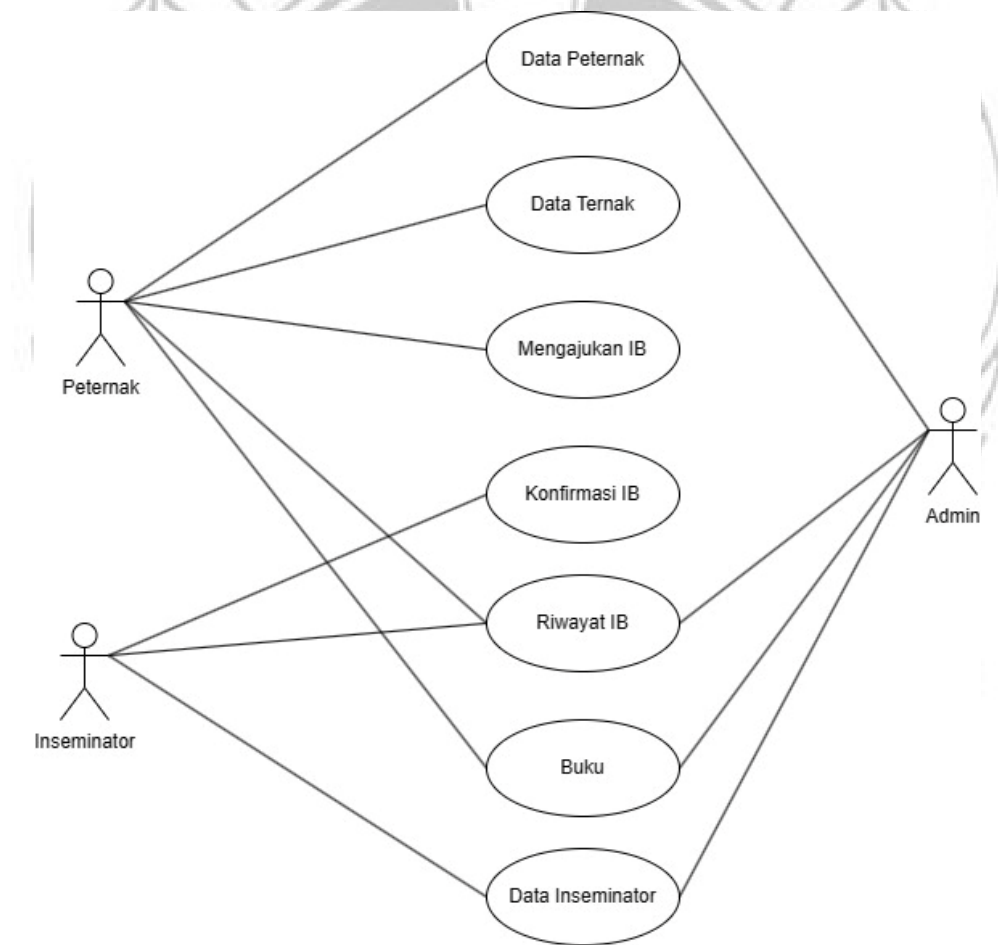 Data Peternak
Data Ternak
Mengajukan IB
Peternak
Konfirmasi IB
Admin
Riwayat IB
Inseminator
Buku
Data Inseminator